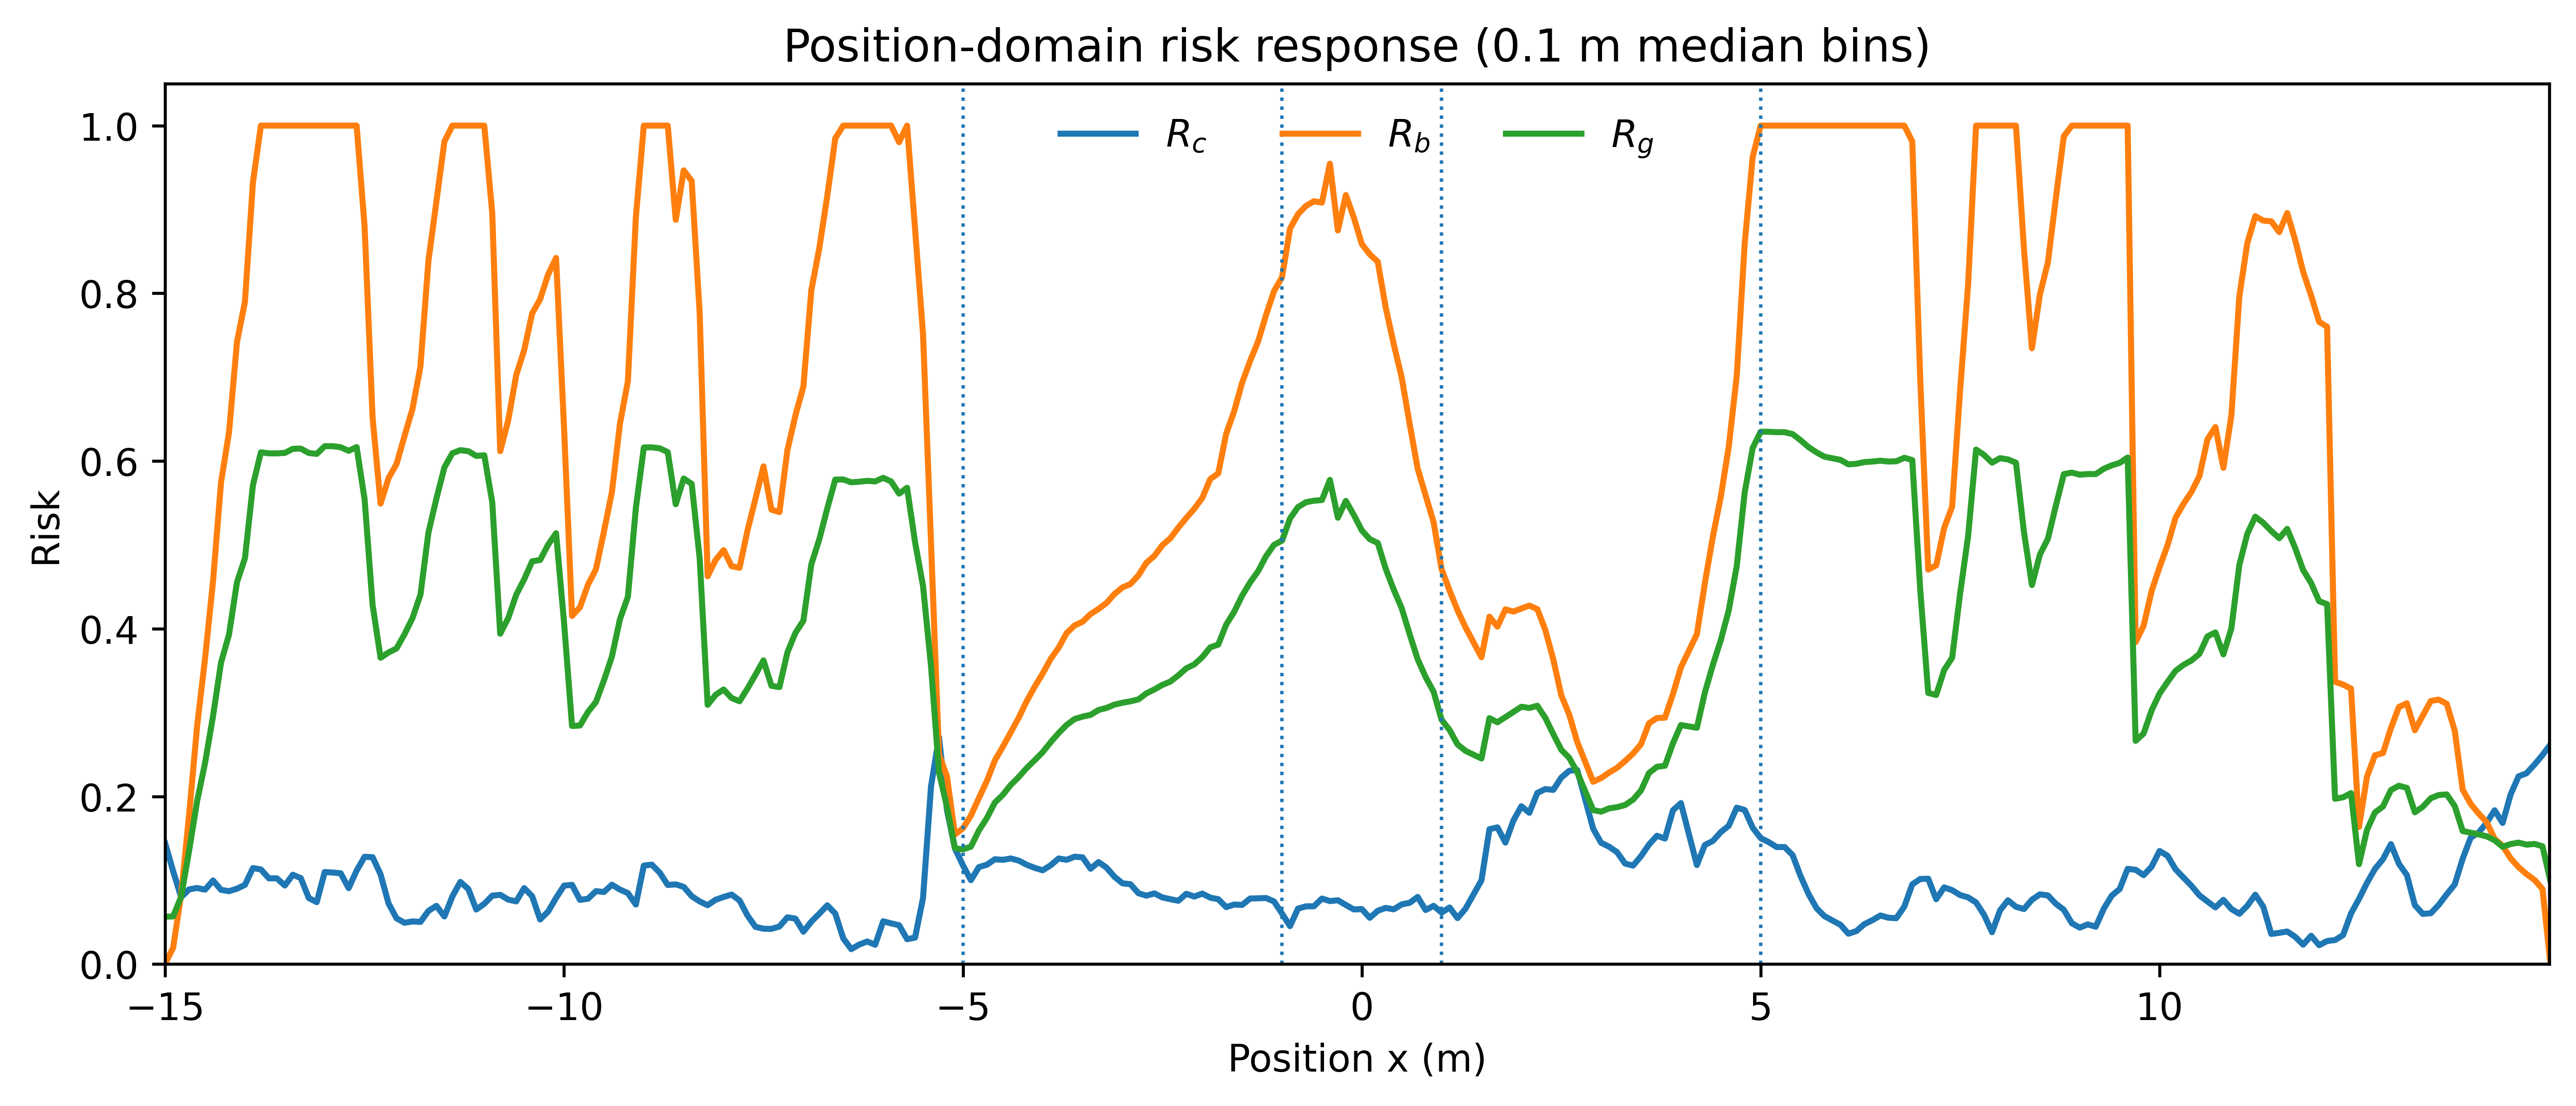 Position-domain risk response (0.1 m median bins)
R_c R_b R_g
1.0
0.8
0.6
0.4
0.2
0.0
Risk
−15 −10 −5 0 5 10
Position x (m)